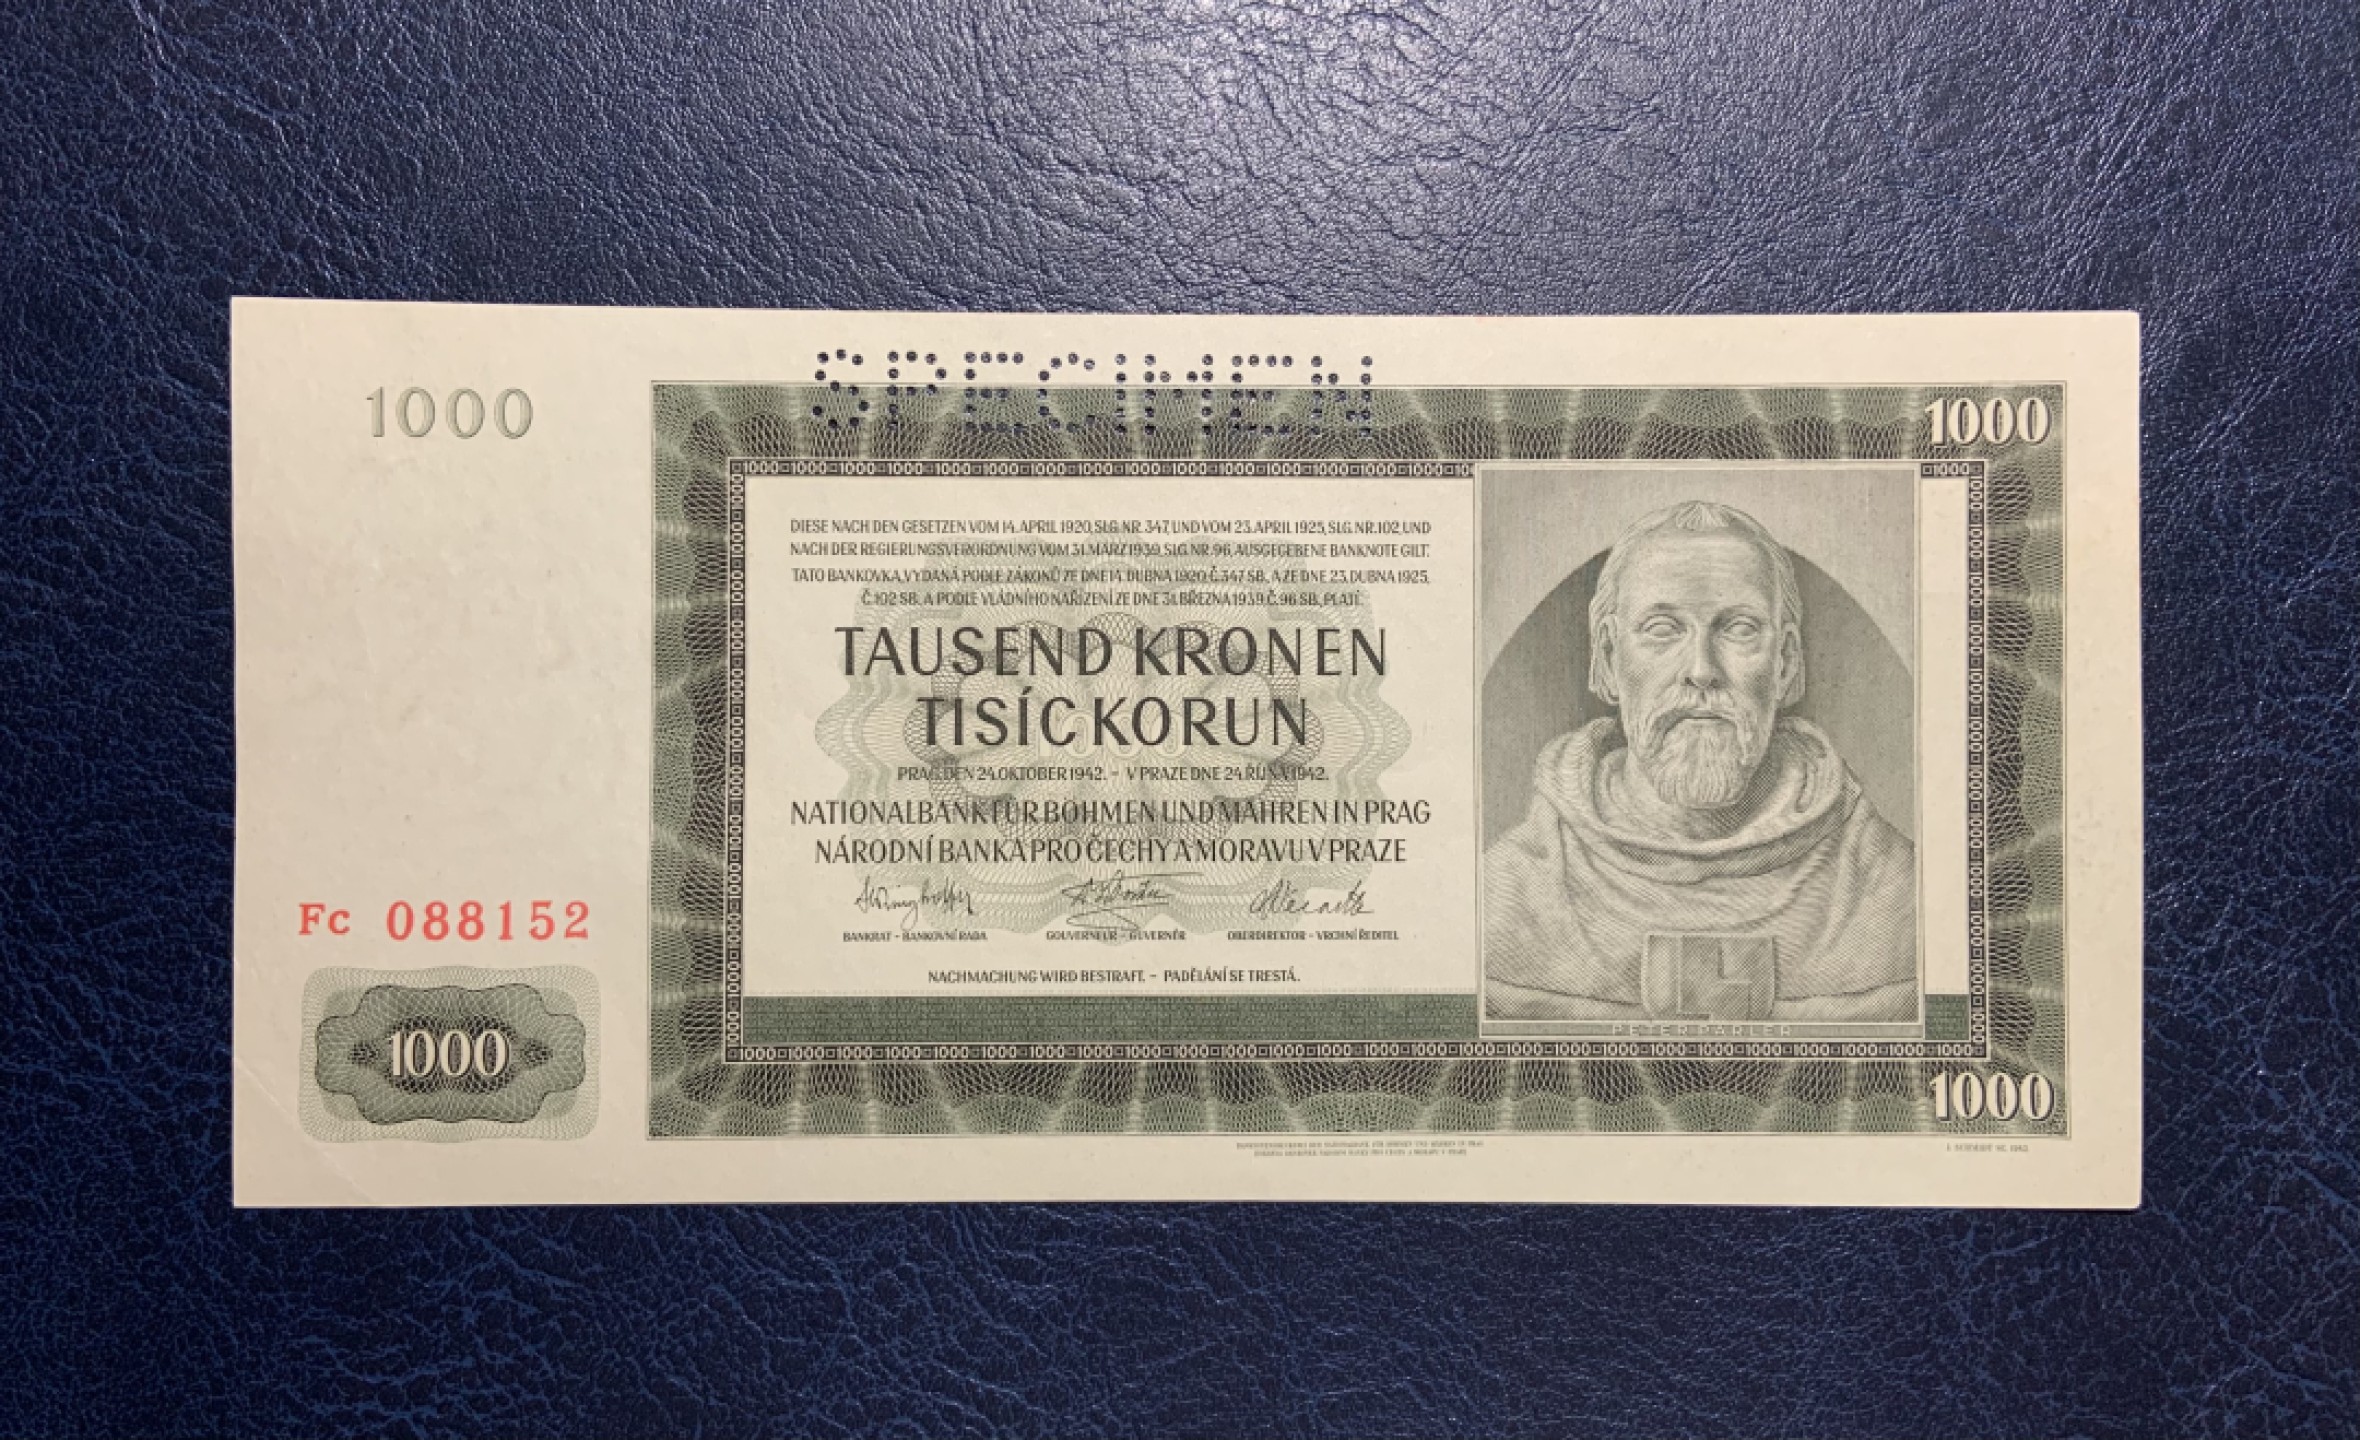 SPECIMEN
1000
1000
DIESE NACH DEN GESETZEN VOM 14. APRIL 1920, SLG. NR. 347, UND VOM 23. APRIL 1925, SLG. NR. 102, UND
NACH DER REGIERUNGSVERORDNUNG VOM 31. MÄRZ 1939, SLG. NR. 96, AUSGEGEBENE BANKNOTE GILT.
TATO BANKOVKA, VYDANÁ PODLE ZÁKONŮ ZE DNE 14. DUBNA 1920, Č. 347 SB., A ZE DNE 23. DUBNA 1925,
Č. 102 SB. A PODLE VLÁDNÍHO NAŘÍZENÍ ZE DNE 31. BŘEZNA 1939, Č. 96 SB., PLATÍ.
TAUSEND KRONEN
TISÍC KORUN
PRAG, DEN 24. OKTOBER 1942. – V PRAZE DNE 24. ŘÍJNA 1942.
NATIONALBANK FÜR BÖHMEN UND MÄHREN IN PRAG
NÁRODNÍ BANKA PRO ČECHY A MORAVU V PRAZE
BANKRAT – BANKOVNÍ RADA
GOUVERNEUR – GUVERNÉR
OBERDIREKTOR – VRCHNÍ ŘEDITEL
NACHMACHUNG WIRD BESTRAFT. – PADĚLÁNÍ SE TRESTÁ.
Fc 088152
PETER PARLER
1000
1000